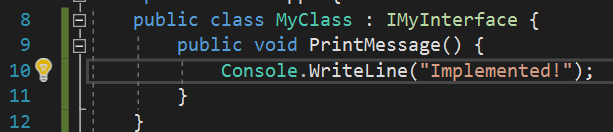 8 public class MyClass : IMyInterface {
9 public void PrintMessage() {
10 Console.WriteLine("Implemented!");
11 }
12 }